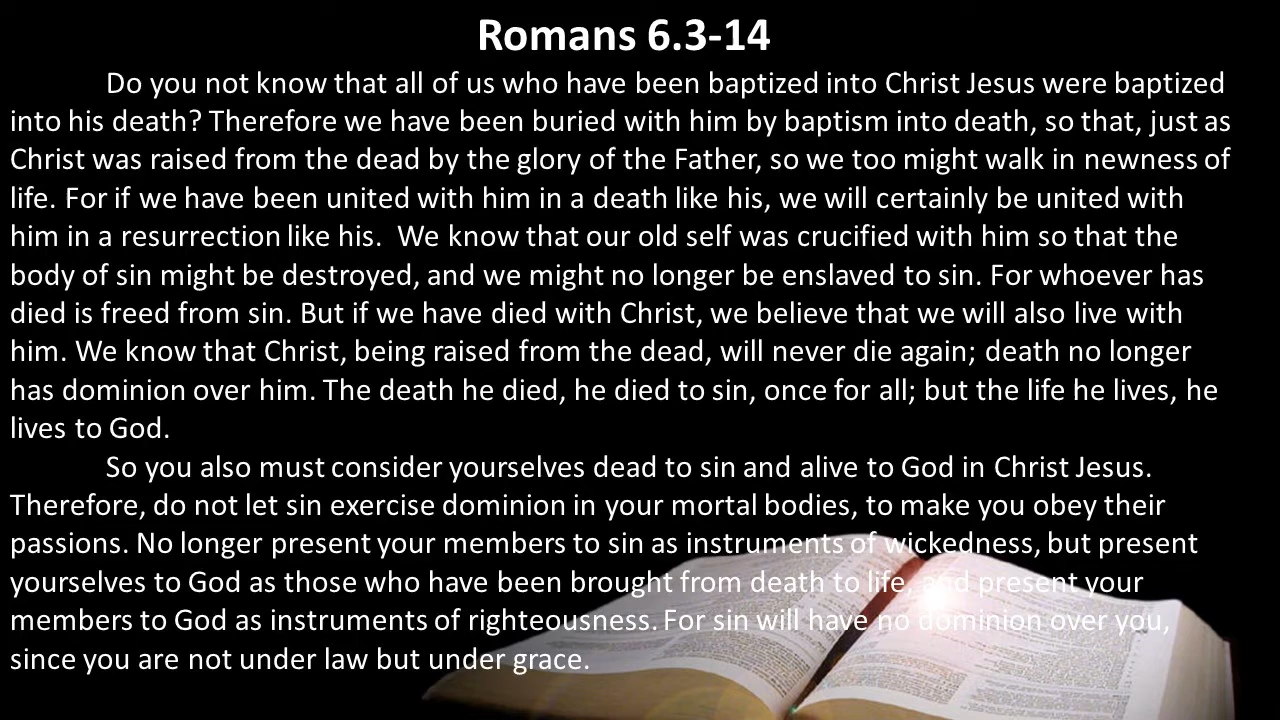 Romans 6.3-14
Do you not know that all of us who have been baptized into Christ Jesus were baptized
into his death? Therefore we have been buried with him by baptism into death, so that, just as
Christ was raised from the dead by the glory of the Father, so we too might walk in newness of
life. For if we have been united with him in a death like his, we will certainly be united with
him in a resurrection like his.  We know that our old self was crucified with him so that the
body of sin might be destroyed, and we might no longer be enslaved to sin. For whoever has
died is freed from sin. But if we have died with Christ, we believe that we will also live with
him. We know that Christ, being raised from the dead, will never die again; death no longer
has dominion over him. The death he died, he died to sin, once for all; but the life he lives, he
lives to God.
So you also must consider yourselves dead to sin and alive to God in Christ Jesus.
Therefore, do not let sin exercise dominion in your mortal bodies, to make you obey their
passions. No longer present your members to sin as instruments of wickedness, but present
yourselves to God as those who have been brought from death to life, and present your
members to God as instruments of righteousness. For sin will have no dominion over you,
since you are not under law but under grace.